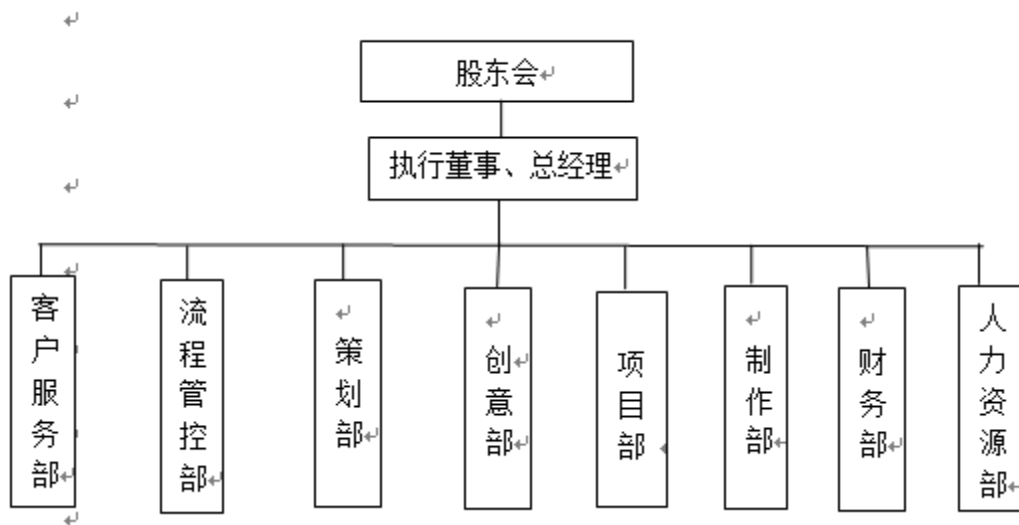 股东会
执行董事、总经理
客户服务部
流程管控部
策划部
创意部
项目部
制作部
财务部
人力资源部